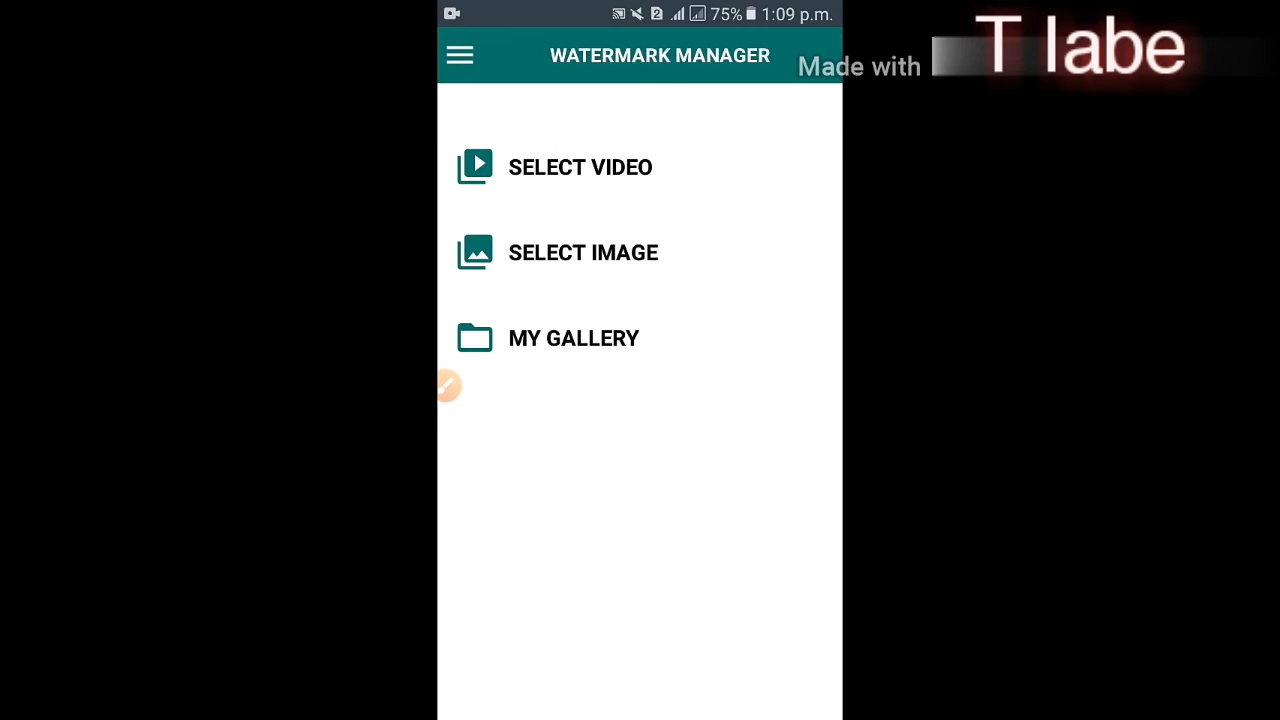 75% 1:09 p.m.
WATERMARK MANAGER
Made with
T labe
SELECT VIDEO
SELECT IMAGE
MY GALLERY